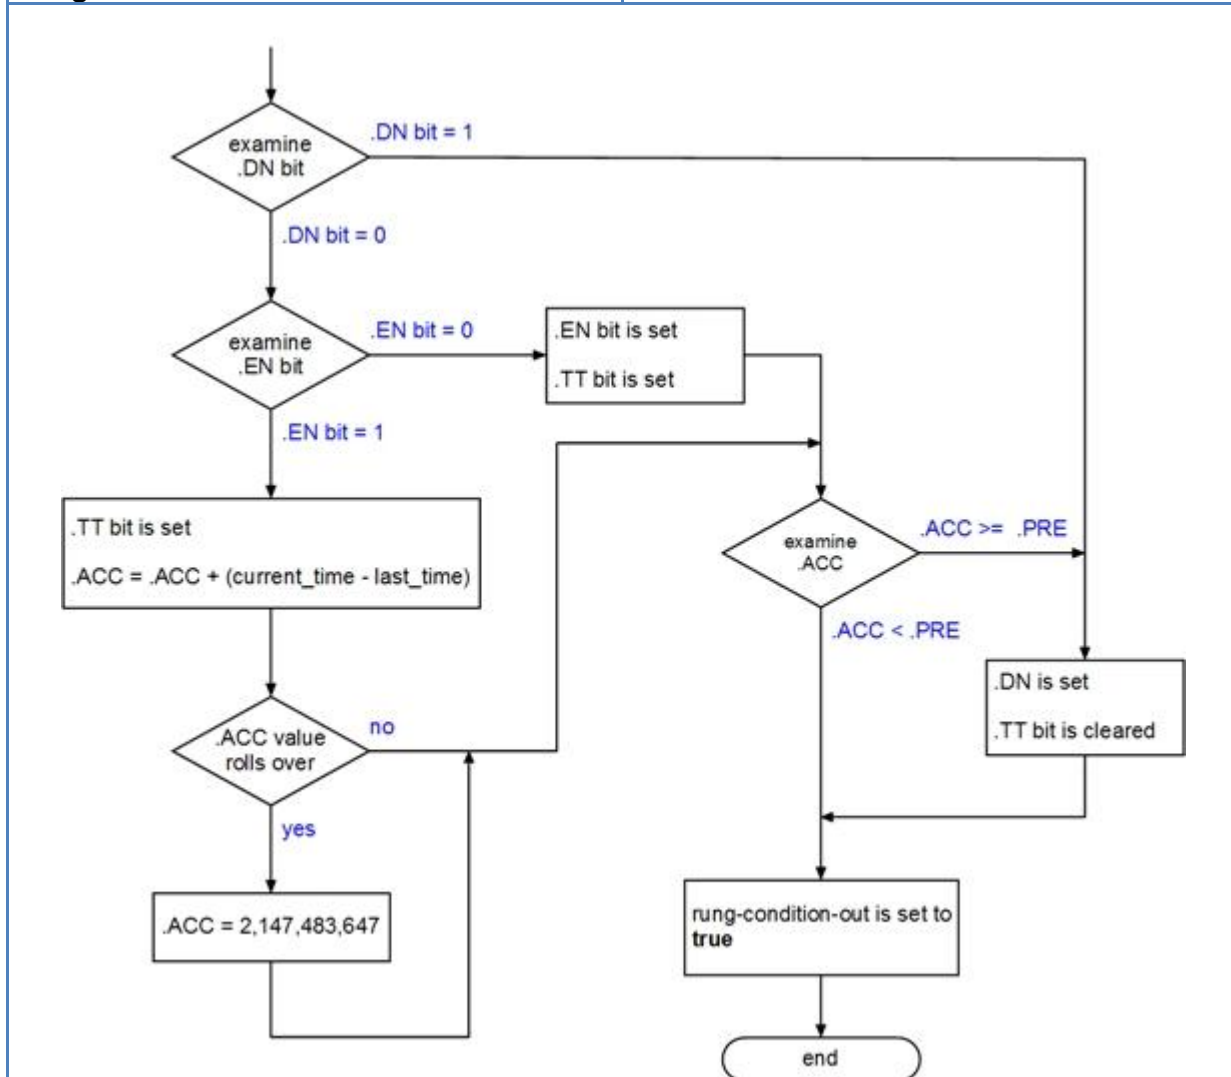 examine
.DN bit
.DN bit = 1
.DN bit = 0
examine
.EN bit
.EN bit = 0
.EN bit is set
.TT bit is set
.EN bit = 1
.TT bit is set
.ACC = .ACC + (current_time - last_time)
examine
.ACC
.ACC >= .PRE
.ACC < .PRE
.DN is set
.TT bit is cleared
.ACC value
rolls over
no
yes
.ACC = 2,147,483,647
rung-condition-out is set to
true
end